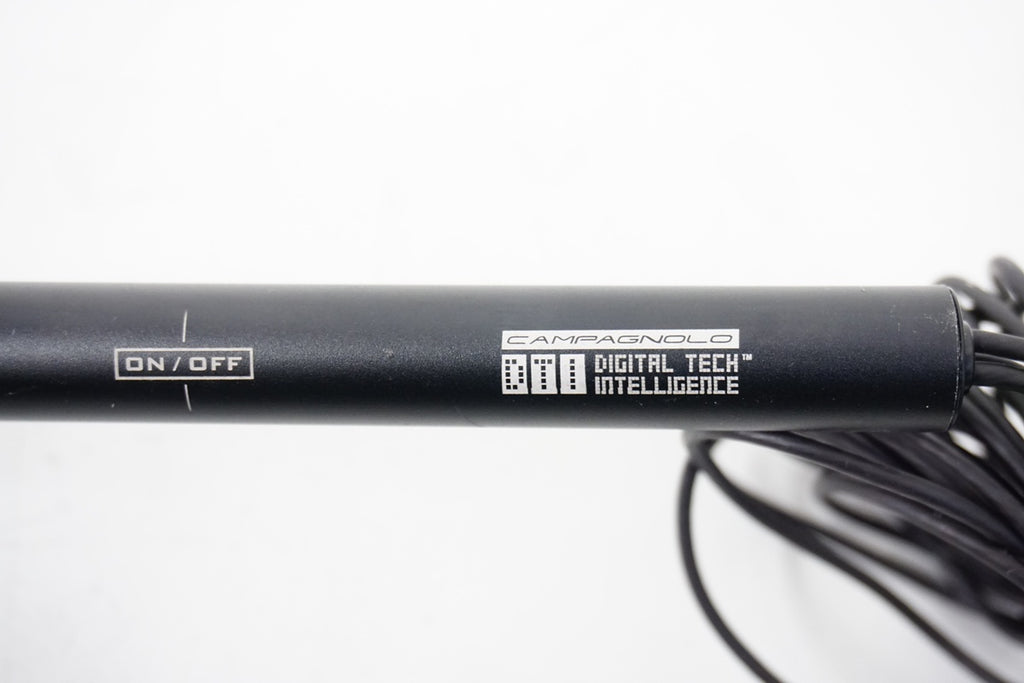 ON / OFF
CAMPAGNOLO
DTI DIGITAL TECH™
INTELLIGENCE